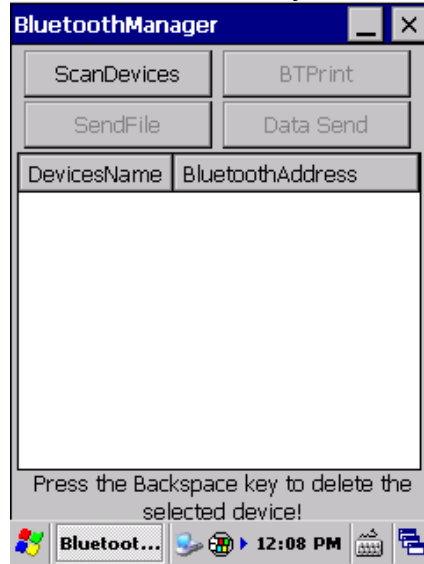 BluetoothManager
ScanDevices BTPrint
SendFile Data Send
DevicesName BluetoothAddress
Press the Backspace key to delete the
selected device!
Bluetoot... 12:08 PM